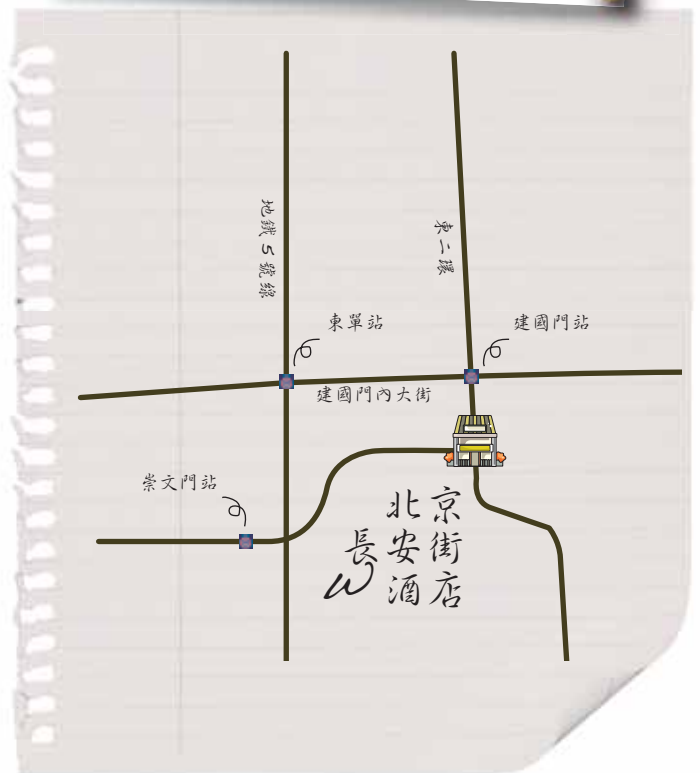 地鐵5號線
東二環
東單站
建國門站
建國門內大街
崇文門站
北京
長安街
W酒店